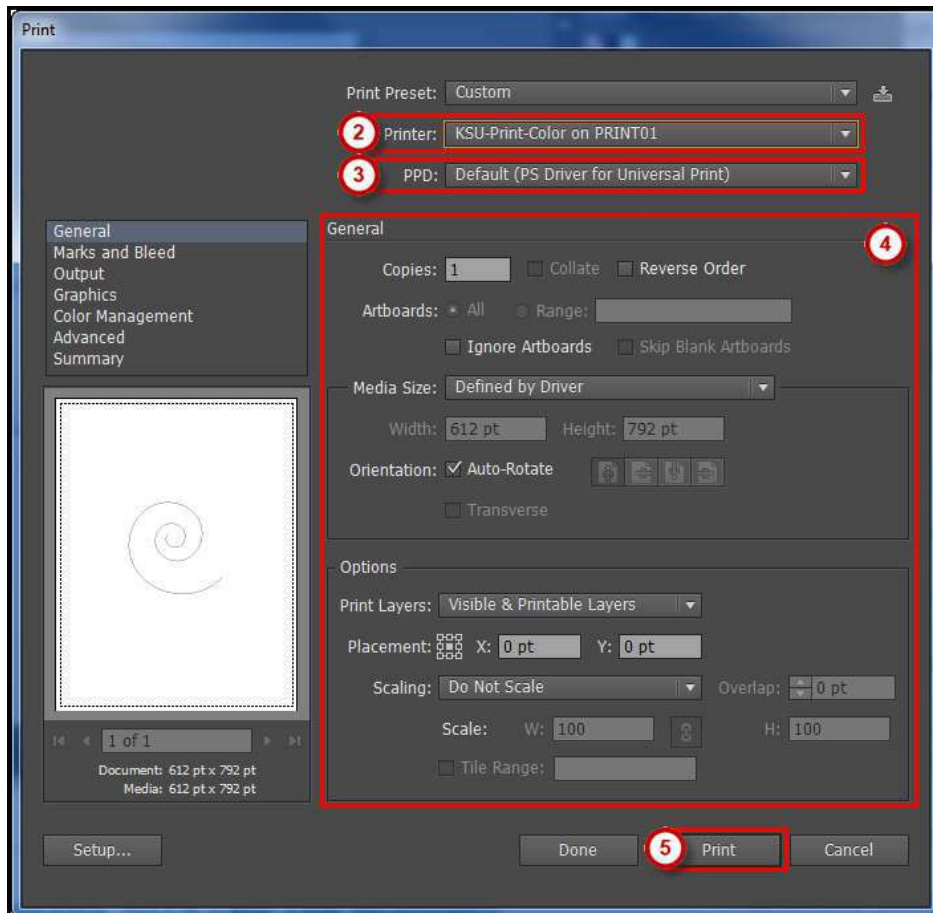 Print
Print Preset: Custom
2 Printer: KSU-Print-Color on PRINT01
3 PPD: Default (PS Driver for Universal Print)
General
Marks and Bleed
Output
Graphics
Color Management
Advanced
Summary
1 of 1
Document: 612 pt x 792 pt
Media: 612 pt x 792 pt
General
4
Copies: 1 Collate Reverse Order
Artboards: All Range:
Ignore Artboards Skip Blank Artboards
Media Size: Defined by Driver
Width: 612 pt Height: 792 pt
Orientation: Auto-Rotate
Transverse
Options
Print Layers: Visible & Printable Layers
Placement: X: 0 pt Y: 0 pt
Scaling: Do Not Scale Overlap: 0 pt
Scale: W: 100 H: 100
Tile Range:
Setup... Done 5 Print Cancel